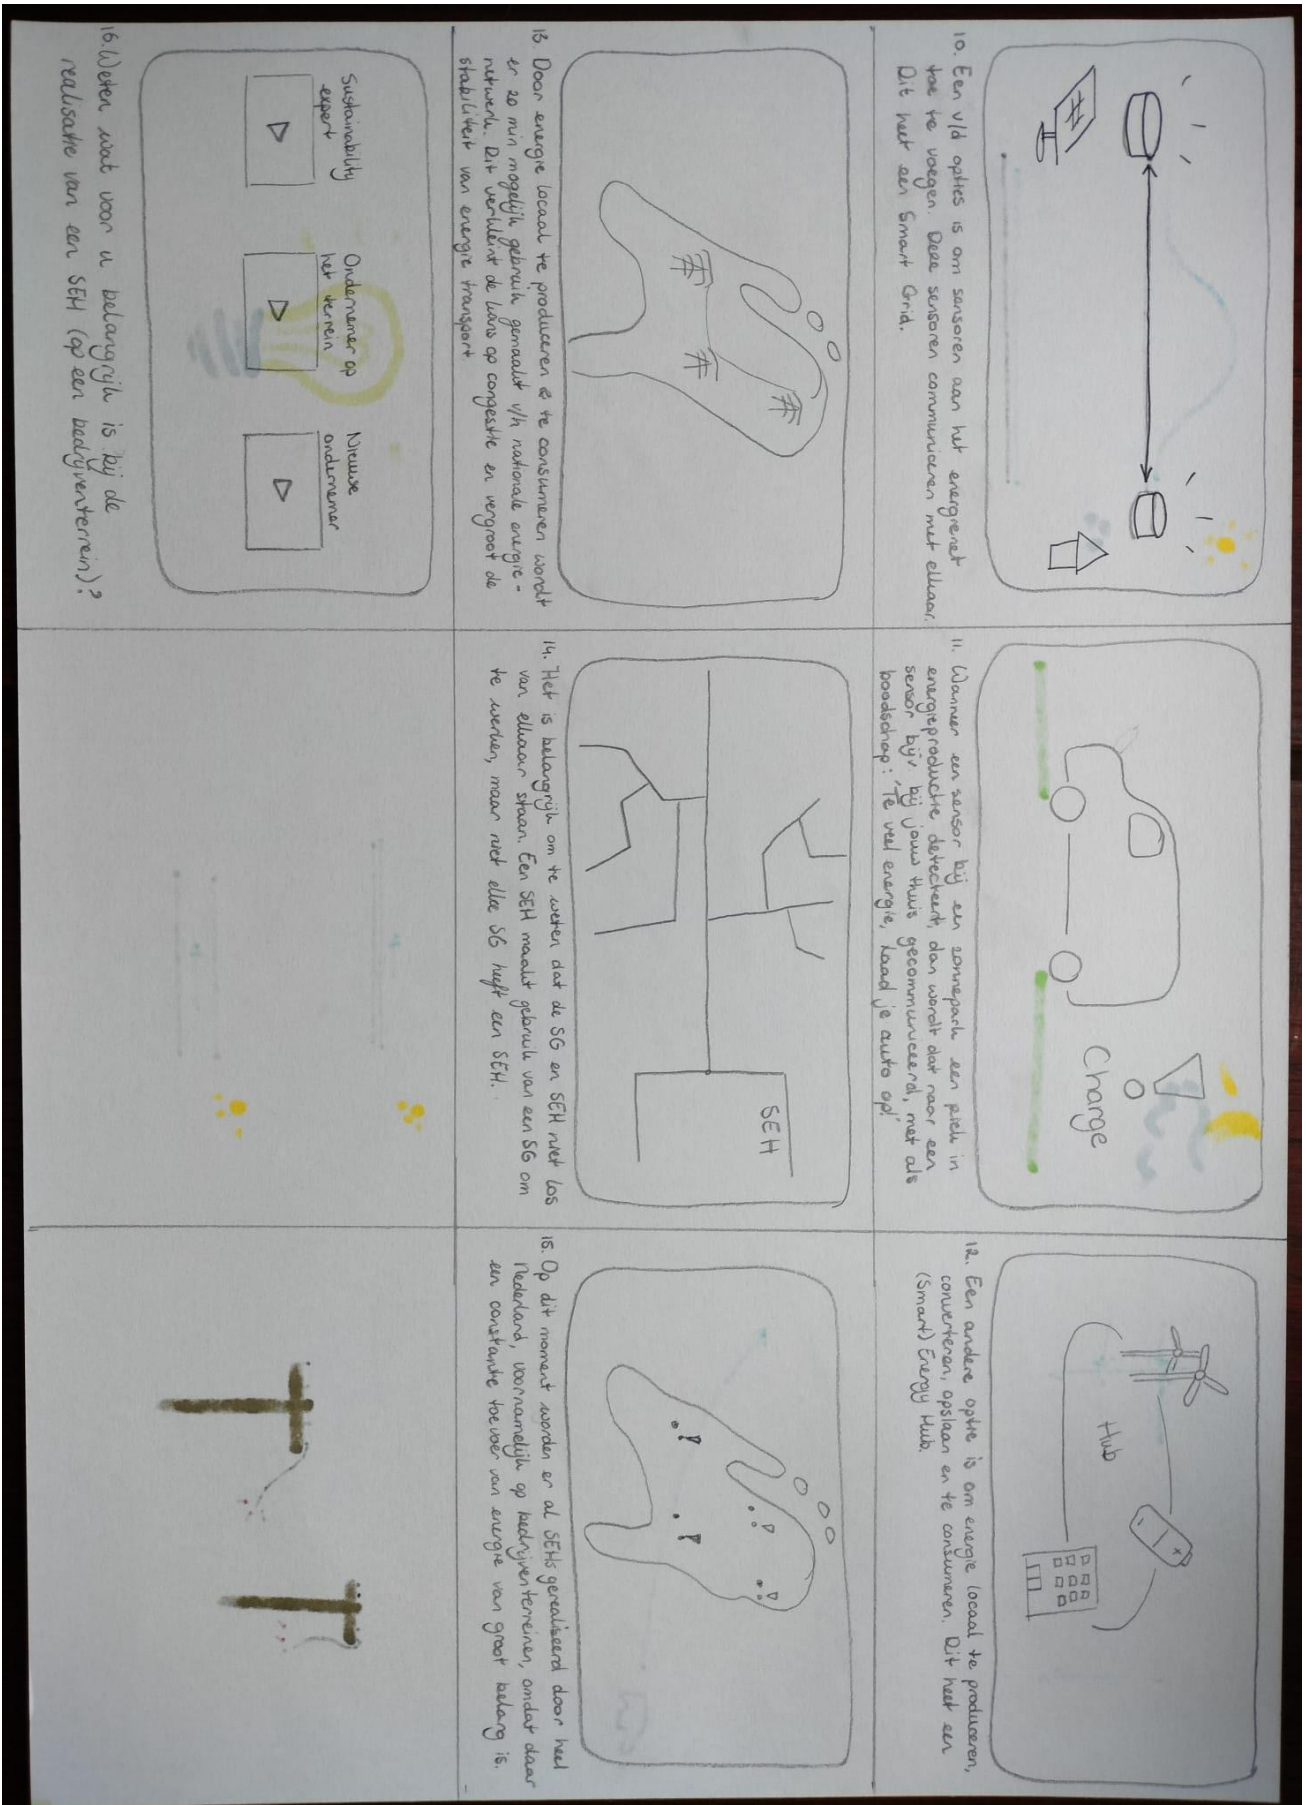 10. Een v/d opties is om sensoren aan het energienet
toe te voegen. Deze sensoren communiceren met elkaar.
Dit heet een Smart Grid.
Charge
11. Wanneer een sensor bij een zonnepark een piek in
energieproductie detecteert, dan wordt dat naar een
sensor bijv. bij jouw thuis gecommuniceerd, met als
boodschap: 'Te veel energie, laad je auto op!'
Hub
12. Een andere optie is om energie locaal te produceren,
converteren, opslaan en te consumeren. Dit heet een
(Smart) Energy Hub.
13. Door energie locaal te produceren & te consumeren wordt
er zo min mogelijk gebruik gemaakt v/h nationale energie-
netwerk. Dit verkleint de kans op congestie en vergroot de
stabiliteit van energie transport.
SEH
14. Het is belangrijk om te weten dat de SG en SEH niet los
van elkaar staan. Een SEH maakt gebruik van een SG om
te werken, maar niet elke SG heeft een SEH.
15. Op dit moment worden er al SEHs gerealiseerd door heel
Nederland, voornamelijk op bedrijventerreinen, omdat daar
een constante toevoer van energie van groot belang is.
Sustainability
expert
Ondernemer op
het terrein
Nieuwe
ondernemer
16. Weten wat voor u belangrijk is bij de
realisatie van een SEH (op een bedrijventerrein)?